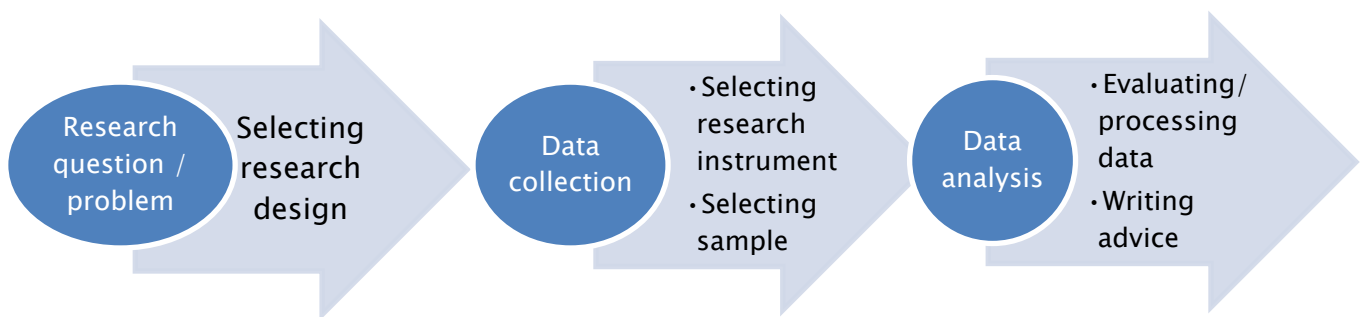 Research
question /
problem
Selecting
research
design
Data
collection
•Selecting
research
instrument
•Selecting
sample
Data
analysis
•Evaluating/
processing
data
•Writing
advice